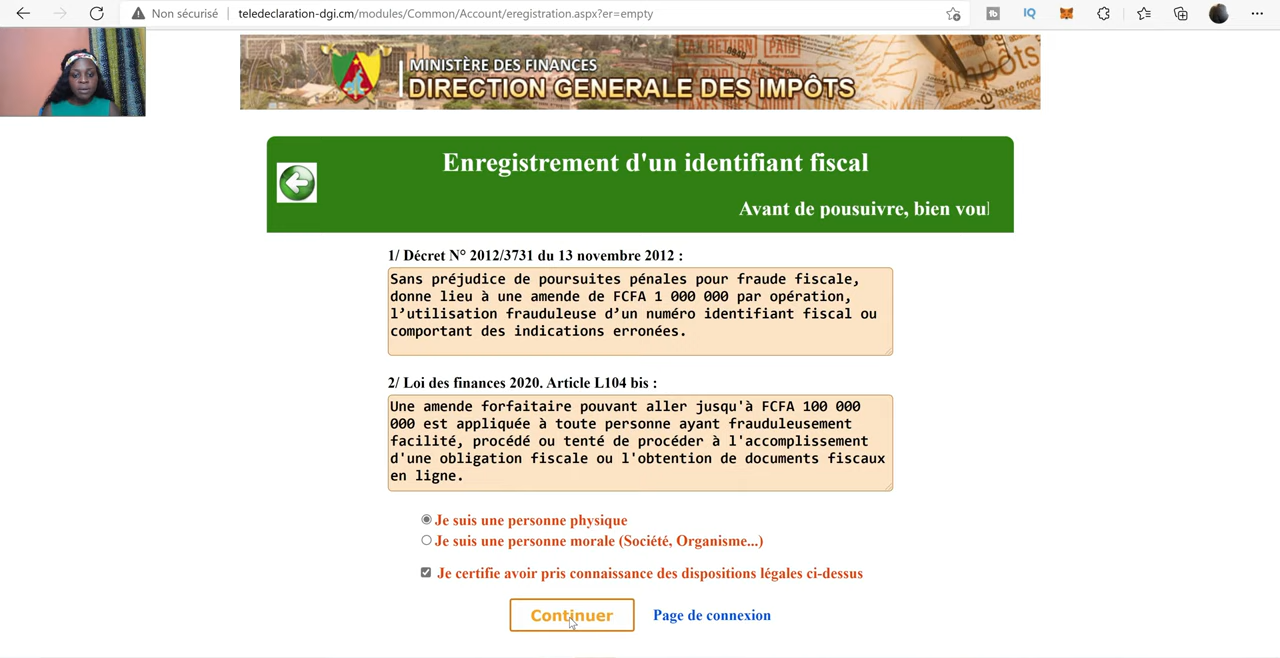 Non sécurisé
teledeclaration-dgi.cm/modules/Common/Account/eregistration.aspx?er=empty
tb
IQ
MINISTÈRE DES FINANCES
DIRECTION GENERALE DES IMPÔTS
TAX RETURN
PAID
impôts
Enregistrement d'un identifiant fiscal
Avant de pousuivre, bien voul
1/ Décret N° 2012/3731 du 13 novembre 2012 :
Sans préjudice de poursuites pénales pour fraude fiscale,
donne lieu à une amende de FCFA 1 000 000 par opération,
l’utilisation frauduleuse d’un numéro identifiant fiscal ou
comportant des indications erronées.
2/ Loi des finances 2020. Article L104 bis :
Une amende forfaitaire pouvant aller jusqu'à FCFA 100 000
000 est appliquée à toute personne ayant frauduleusement
facilité, procédé ou tenté de procéder à l'accomplissement
d'une obligation fiscale ou l'obtention de documents fiscaux
en ligne.
Je suis une personne physique
Je suis une personne morale (Société, Organisme...)
Je certifie avoir pris connaissance des dispositions légales ci-dessus
Continuer
Page de connexion